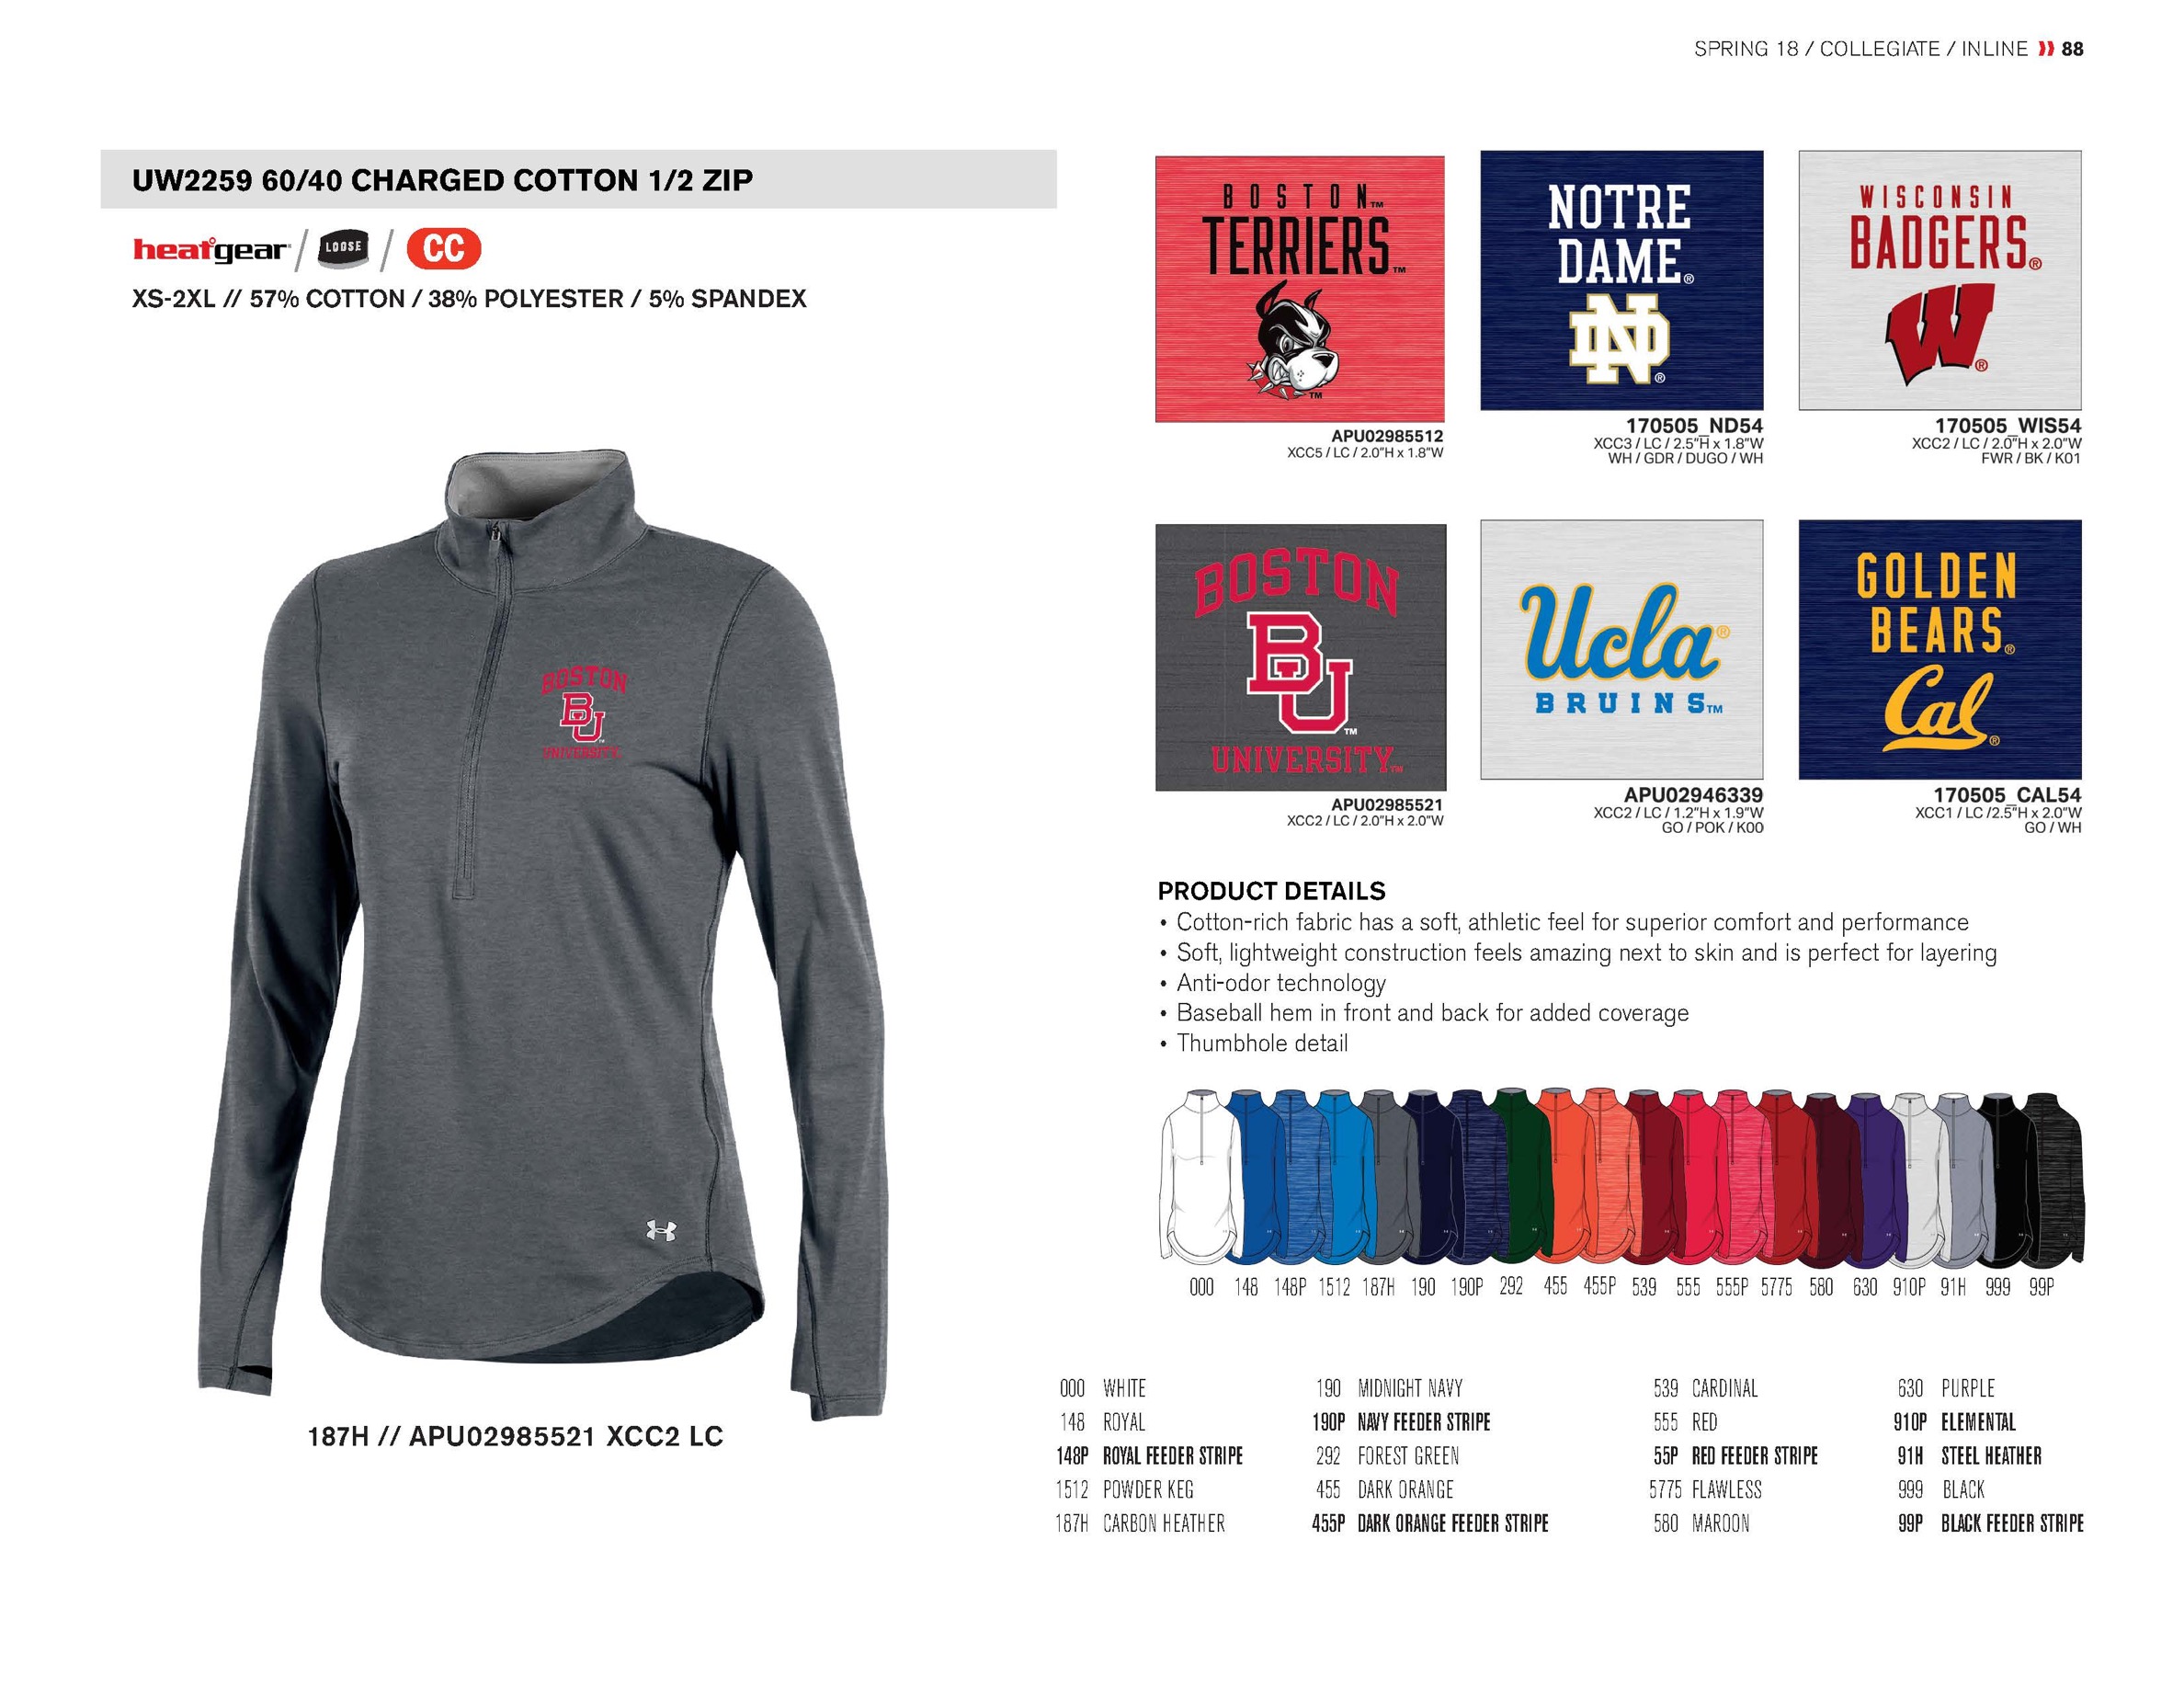 SPRING 18 / COLLEGIATE / INLINE 88
UW2259 60/40 CHARGED COTTON 1/2 ZIP
heatgear / LOOSE / CC
XS-2XL // 57% COTTON / 38% POLYESTER / 5% SPANDEX
BOSTON
BU
UNIVERSITY
187H // APU02985521 XCC2 LC
BOSTON™
TERRIERS™
™
APU02985512
XCC5 / LC / 2.0"H x 1.8"W
NOTRE
DAME®
ND®
170505_ND54
XCC3 / LC / 2.5"H x 1.8"W
WH / GDR / DUGO / WH
WISCONSIN
BADGERS®
W®
170505_WIS54
XCC2 / LC / 2.0"H x 2.0"W
FWR / BK / K01
BOSTON
BU™
UNIVERSITY™
APU02985521
XCC2 / LC / 2.0"H x 2.0"W
Ucla®
BRUINS™
APU02946339
XCC2 / LC / 1.2"H x 1.9"W
GO / POK / K00
GOLDEN
BEARS®
Cal®
170505_CAL54
XCC1 / LC /2.5"H x 2.0"W
GO / WH
PRODUCT DETAILS
• Cotton-rich fabric has a soft, athletic feel for superior comfort and performance
• Soft, lightweight construction feels amazing next to skin and is perfect for layering
• Anti-odor technology
• Baseball hem in front and back for added coverage
• Thumbhole detail
000 148 148P 1512 187H 190 190P 292 455 455P 539 555 555P 5775 580 630 910P 91H 999 99P
000 WHITE
148 ROYAL
148P ROYAL FEEDER STRIPE
1512 POWDER KEG
187H CARBON HEATHER
190 MIDNIGHT NAVY
190P NAVY FEEDER STRIPE
292 FOREST GREEN
455 DARK ORANGE
455P DARK ORANGE FEEDER STRIPE
539 CARDINAL
555 RED
55P RED FEEDER STRIPE
5775 FLAWLESS
580 MAROON
630 PURPLE
910P ELEMENTAL
91H STEEL HEATHER
999 BLACK
99P BLACK FEEDER STRIPE